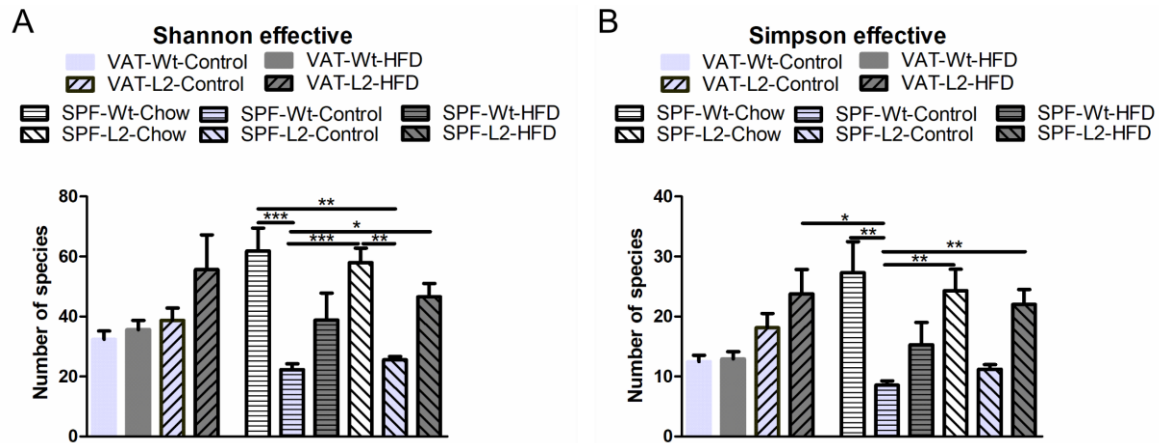 A
Shannon effective
VAT-Wt-Control VAT-Wt-HFD
VAT-L2-Control VAT-L2-HFD
SPF-Wt-Chow SPF-Wt-Control SPF-Wt-HFD
SPF-L2-Chow SPF-L2-Control SPF-L2-HFD
Number of species
80
60
40
20
0
**
***
*
*** **
B
Simpson effective
VAT-Wt-Control VAT-Wt-HFD
VAT-L2-Control VAT-L2-HFD
SPF-Wt-Chow SPF-Wt-Control SPF-Wt-HFD
SPF-L2-Chow SPF-L2-Control SPF-L2-HFD
Number of species
40
30
20
10
0
*
**
**
**